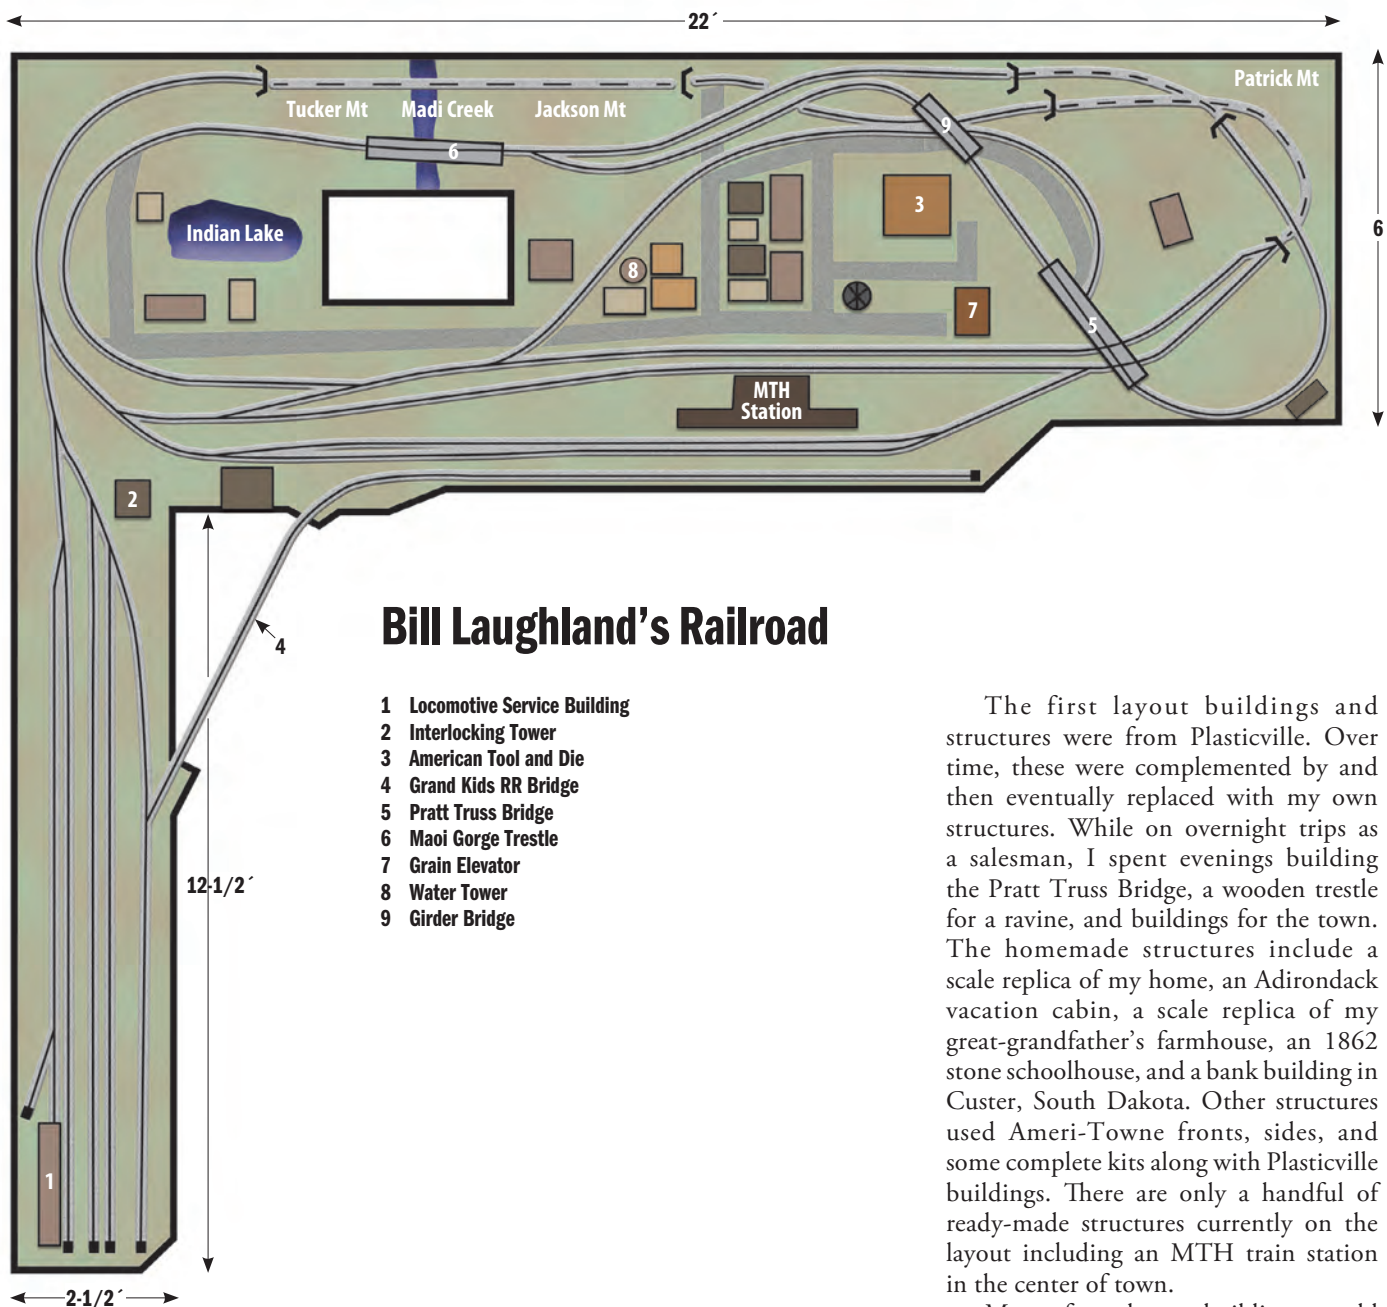 22´
Patrick Mt
Tucker Mt
Madi Creek
Jackson Mt
9
6
3
6
Indian Lake
8
7
5
MTH
Station
2
4
12-1/2´
1
2-1/2´
Bill Laughland's Railroad
1 Locomotive Service Building
2 Interlocking Tower
3 American Tool and Die
4 Grand Kids RR Bridge
5 Pratt Truss Bridge
6 Maoi Gorge Trestle
7 Grain Elevator
8 Water Tower
9 Girder Bridge
The first layout buildings and
structures were from Plasticville. Over
time, these were complemented by and
then eventually replaced with my own
structures. While on overnight trips as
a salesman, I spent evenings building
the Pratt Truss Bridge, a wooden trestle
for a ravine, and buildings for the town.
The homemade structures include a
scale replica of my home, an Adirondack
vacation cabin, a scale replica of my
great-grandfather's farmhouse, an 1862
stone schoolhouse, and a bank building in
Custer, South Dakota. Other structures
used Ameri-Towne fronts, sides, and
some complete kits along with Plasticville
buildings. There are only a handful of
ready-made structures currently on the
layout including an MTH train station
in the center of town.